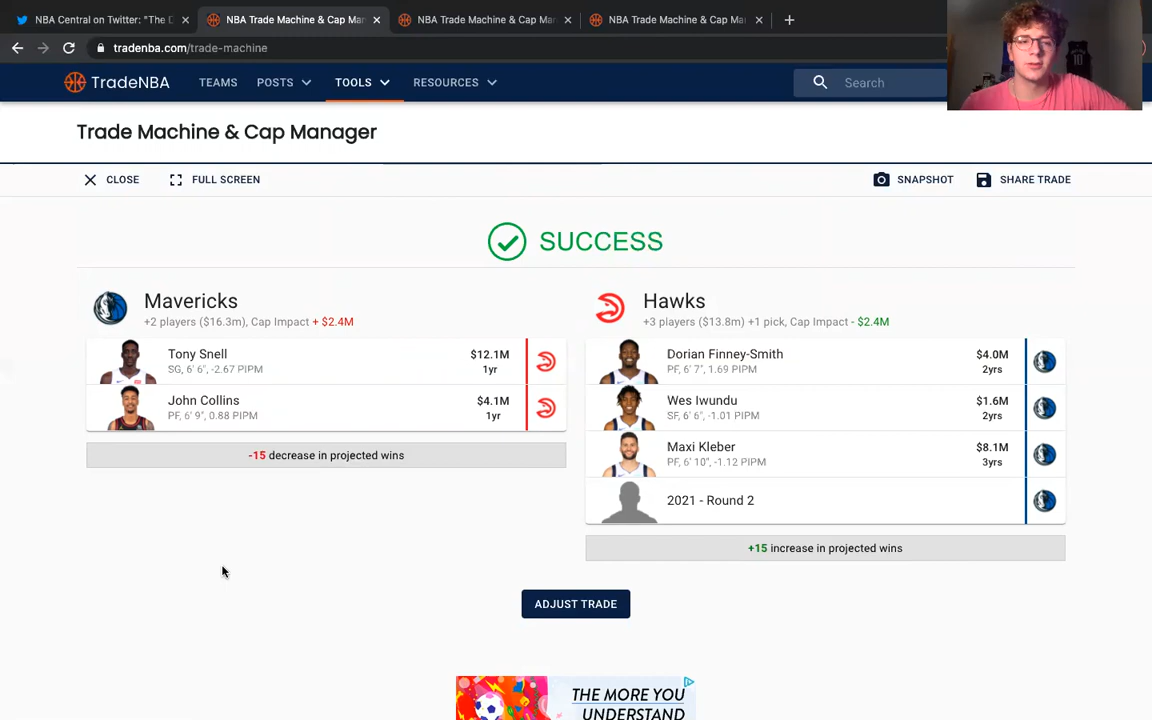 NBA Central on Twitter: "The D
NBA Trade Machine & Cap Man
NBA Trade Machine & Cap Man
NBA Trade Machine & Cap Ma
tradenba.com/trade-machine
TradeNBA
TEAMS
POSTS
TOOLS
RESOURCES
Search
10
Trade Machine & Cap Manager
CLOSE
FULL SCREEN
SNAPSHOT
SHARE TRADE
SUCCESS
Mavericks
+2 players ($16.3m), Cap Impact + $2.4M
Tony Snell
$12.1M
SG, 6' 6", -2.67 PIPM
1yr
John Collins
$4.1M
PF, 6' 9", 0.88 PIPM
1yr
-15 decrease in projected wins
Hawks
+3 players ($13.8m) +1 pick, Cap Impact - $2.4M
Dorian Finney-Smith
$4.0M
PF, 6' 7", 1.69 PIPM
2yrs
Wes Iwundu
$1.6M
SF, 6' 6", -1.01 PIPM
2yrs
Maxi Kleber
$8.1M
PF, 6' 10", -1.12 PIPM
3yrs
2021 - Round 2
+15 increase in projected wins
ADJUST TRADE
THE MORE YOU
UNDERSTAND